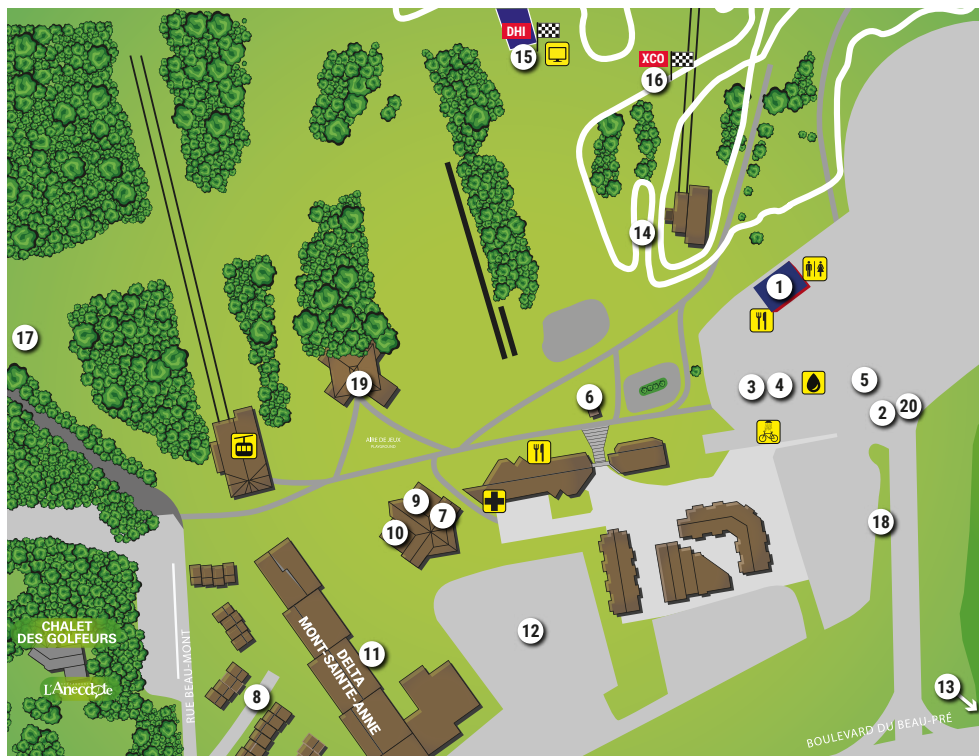 DHI
15
XCO
16
14
1
17
3
4
5
19
6
2
20
AIRE DE JEUX
PLAYGROUND
9
7
10
18
CHALET
DES GOLFEURS
L'Anecdote
RUE BEAU-MONT
DELTA
MONT-SAINTE-ANNE
11
12
8
13
BOULEVARD DU BEAU-PRÉ